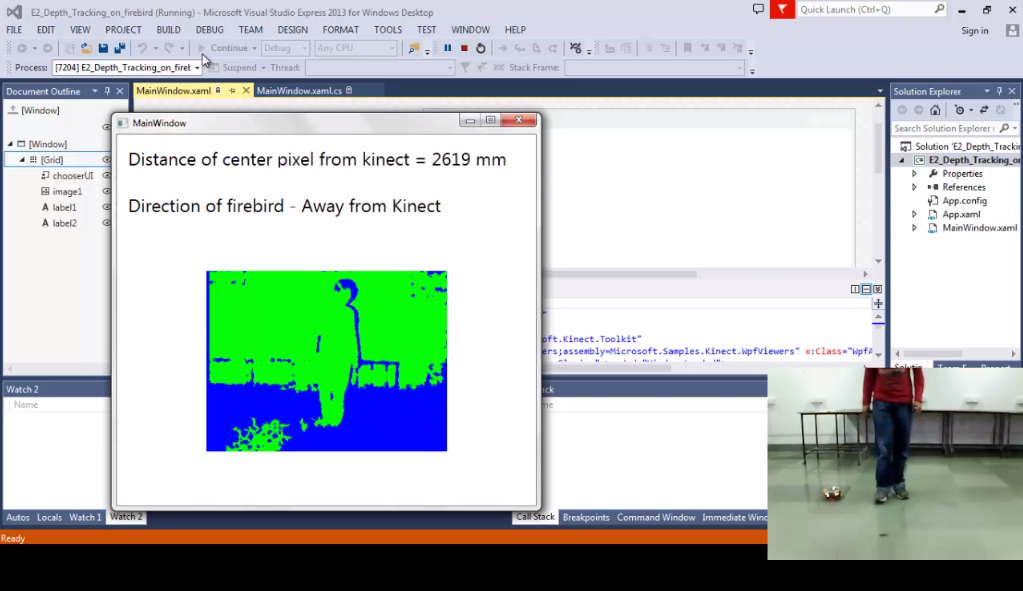 E2_Depth_Tracking_on_firebird (Running) - Microsoft Visual Studio Express 2013 for Windows Desktop
Quick Launch (Ctrl+Q)
FILE EDIT VIEW PROJECT BUILD DEBUG TEAM DESIGN FORMAT TOOLS TEST WINDOW HELP
Sign in
Continue Debug Any CPU
Process: [7204] E2_Depth_Tracking_on_firet Suspend Thread: Stack Frame:
Document Outline
MainWindow.xaml
MainWindow.xaml.cs
Solution Explorer
[Window]
[Window]
[Grid]
chooserUI
image1
label1
label2
MainWindow
Distance of center pixel from kinect = 2619 mm
Direction of firebird - Away from Kinect
Search Solution Explorer
Solution 'E2_Depth_Trackin
E2_Depth_Tracking_o
Properties
References
App.config
App.xaml
MainWindow.xaml
oft.Kinect.Toolkit"
ers;assembly=Microsoft.Samples.Kinect.WpfViewers" x:Class="WpfA
Watch 2
Name
Autos Locals Watch 1 Watch 2
Call Stack Breakpoints Command Window Immediate Wind
Ready